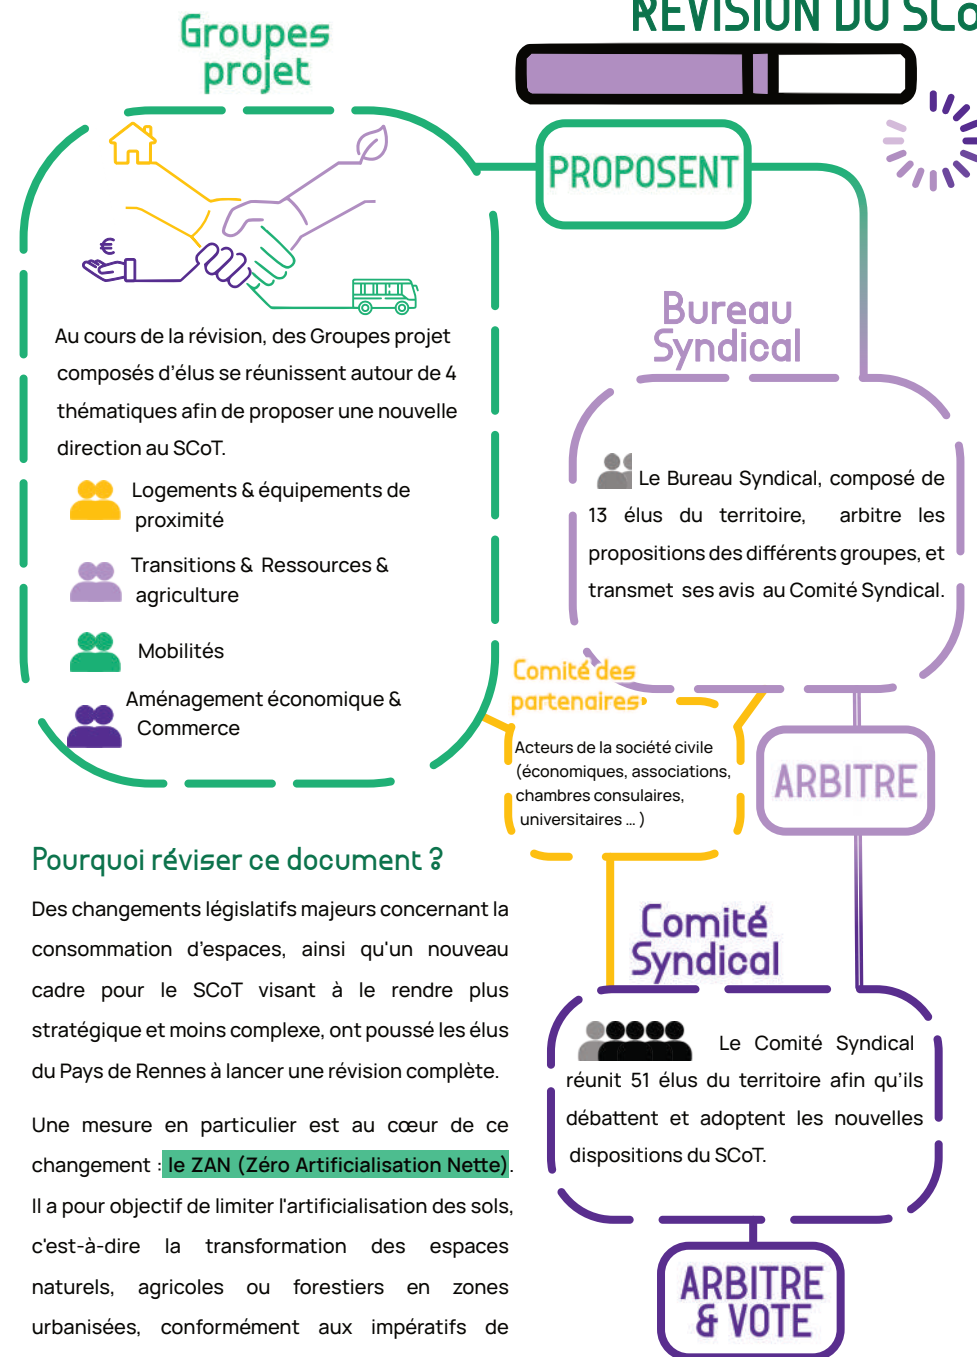 RÉVISION DU SCo
Groupes
projet
PROPOSENT
€
Au cours de la révision, des Groupes projet
composés d'élus se réunissent autour de 4
thématiques afin de proposer une nouvelle
direction au SCoT.
Logements & équipements de
proximité
Transitions & Ressources &
agriculture
Mobilités
Aménagement économique &
Commerce
Bureau
Syndical
Le Bureau Syndical, composé de
13 élus du territoire, arbitre les
propositions des différents groupes, et
transmet ses avis au Comité Syndical.
Comité des
partenaires
Acteurs de la société civile
(économiques, associations,
chambres consulaires,
universitaires ... )
ARBITRE
Pourquoi réviser ce document ?
Des changements législatifs majeurs concernant la
consommation d'espaces, ainsi qu'un nouveau
cadre pour le SCoT visant à le rendre plus
stratégique et moins complexe, ont poussé les élus
du Pays de Rennes à lancer une révision complète.
Une mesure en particulier est au cœur de ce
changement : le ZAN (Zéro Artificialisation Nette).
Il a pour objectif de limiter l'artificialisation des sols,
c'est-à-dire la transformation des espaces
naturels, agricoles ou forestiers en zones
urbanisées, conformément aux impératifs de
Comité
Syndical
Le Comité Syndical
réunit 51 élus du territoire afin qu'ils
débattent et adoptent les nouvelles
dispositions du SCoT.
ARBITRE
& VOTE